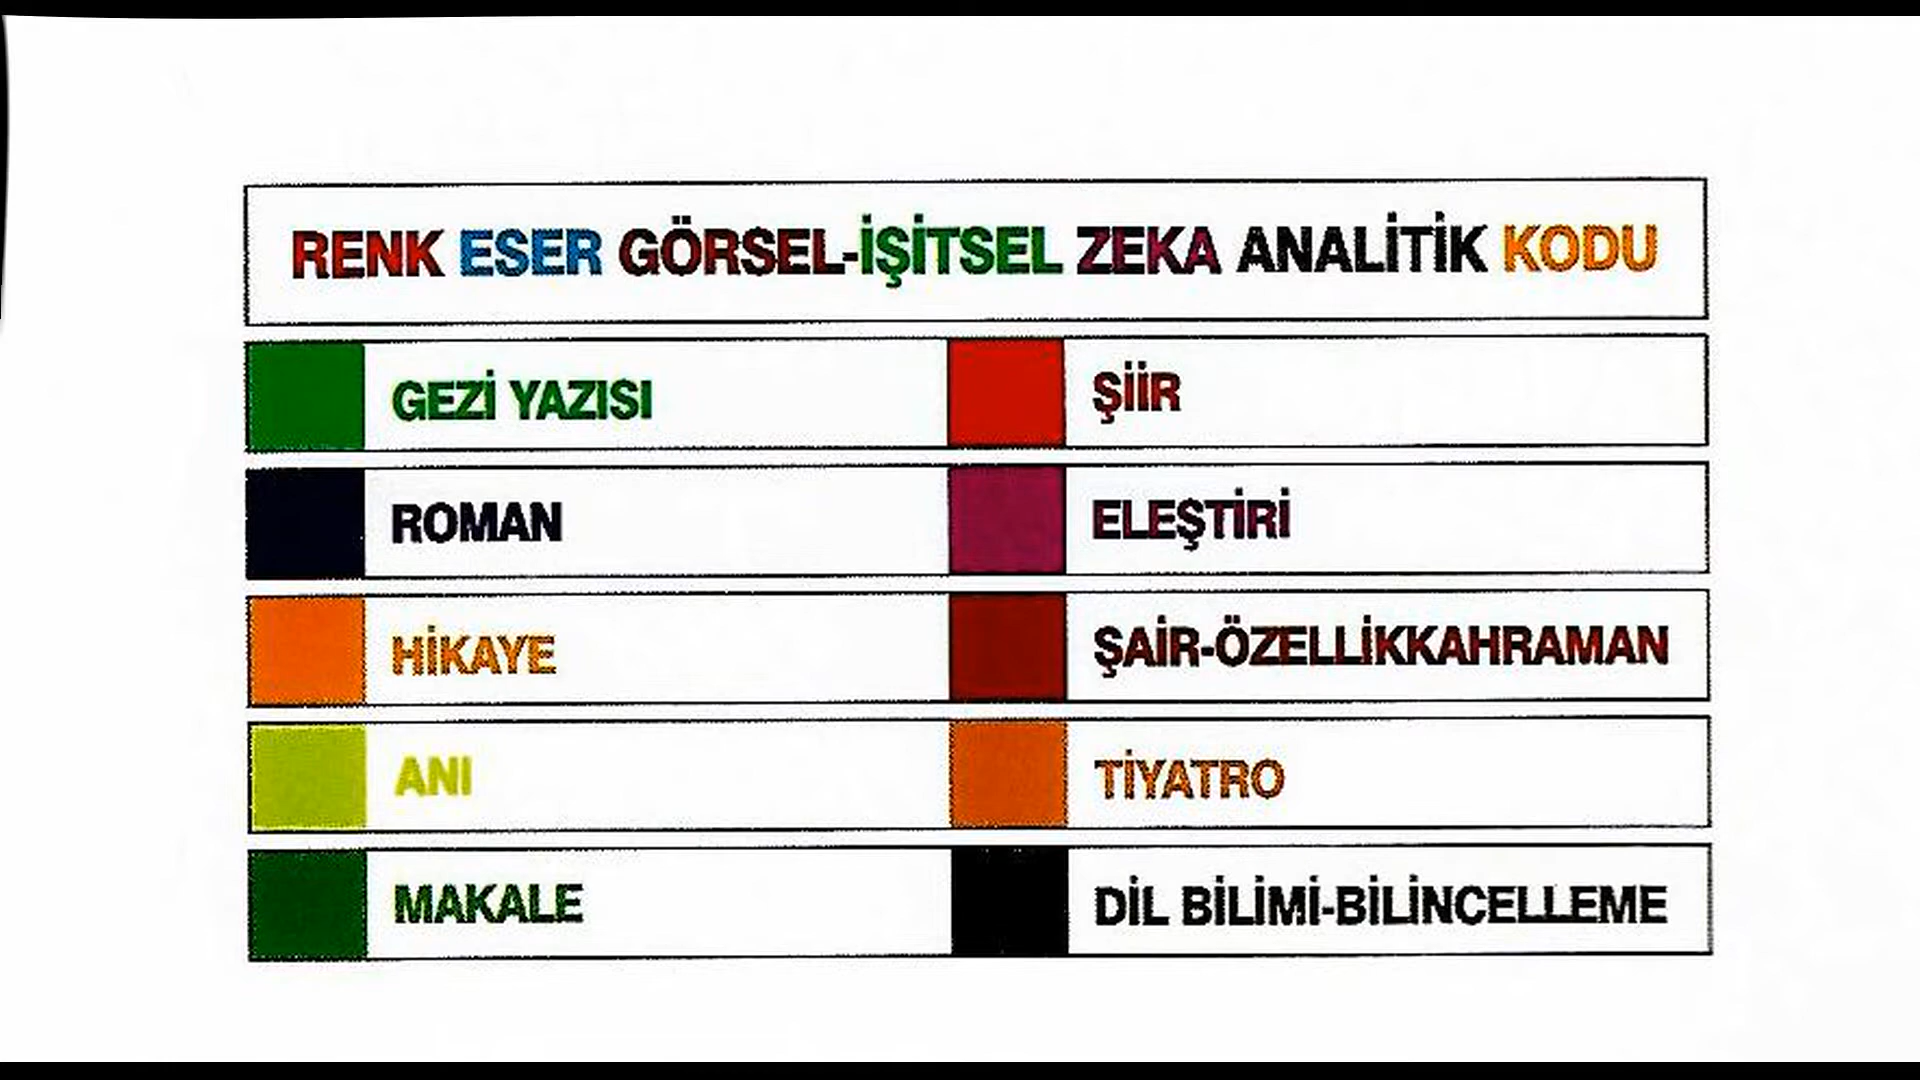 RENK ESER GÖRSEL-İŞİTSEL ZEKA ANALİTİK KODU
GEZİ YAZISI
ŞİİR
ROMAN
ELEŞTİRİ
HİKAYE
ŞAİR-ÖZELLİKKAHRAMAN
ANI
TİYATRO
MAKALE
DİL BİLİMİ-BİLİNCELLEME